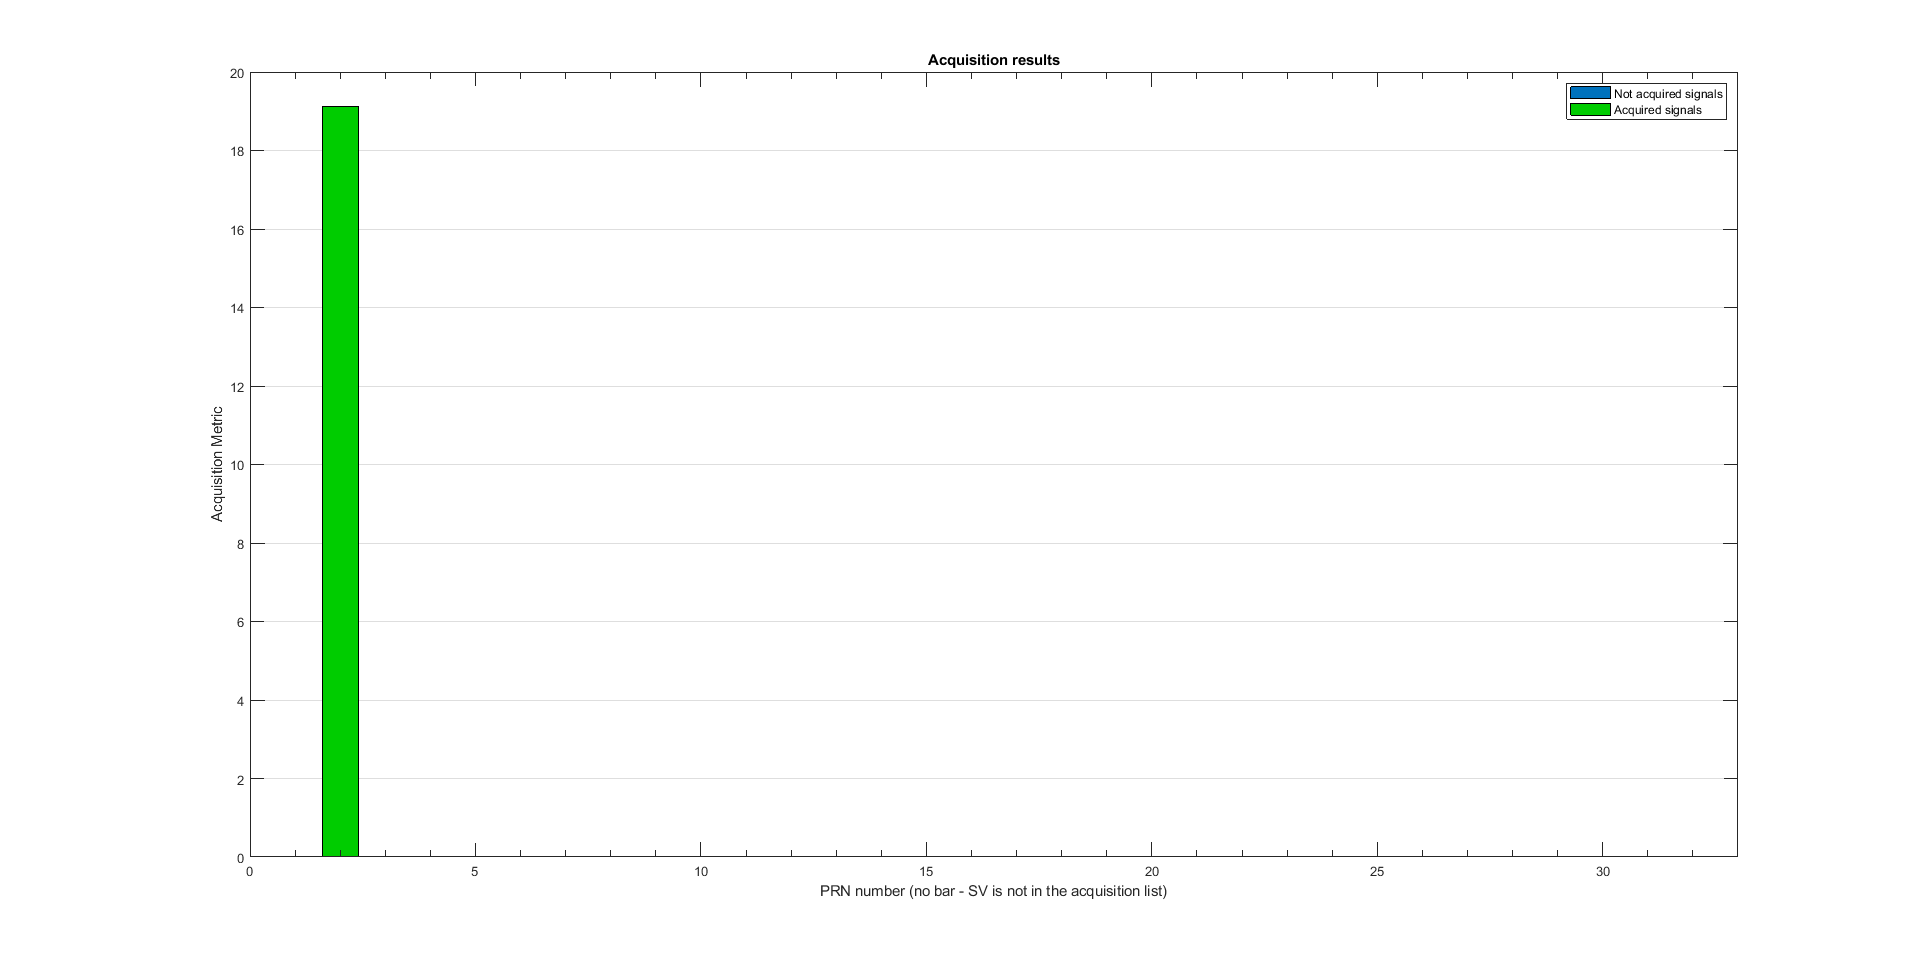 Acquisition results
Not acquired signals
Acquired signals
20
18
16
14
12
10
8
6
4
2
0
Acquisition Metric
0 5 10 15 20 25 30
PRN number (no bar - SV is not in the acquisition list)